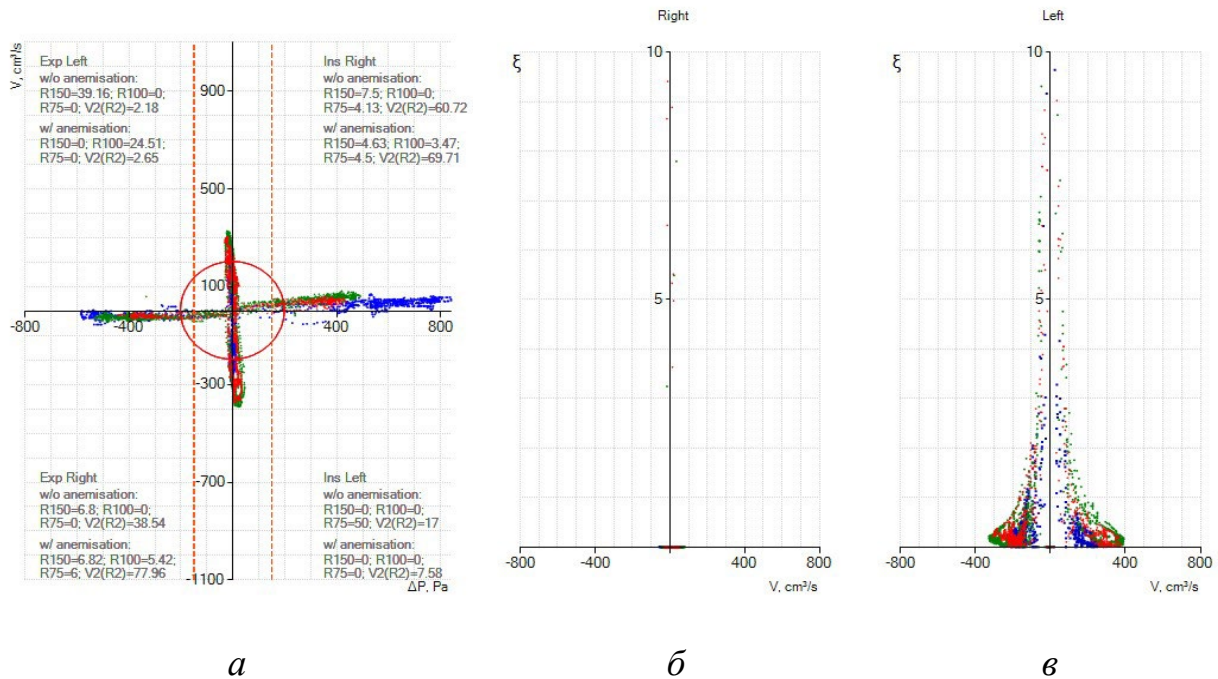 Right
Left
V, cm³/s
-800
-400
400
800
900
500
100
-300
-700
-1100
ΔP, Pa
Exp Left
w/o anemisation:
R150=39.16; R100=0;
R75=0; V2(R2)=2.18
w/ anemisation:
R150=0; R100=24.51;
R75=0; V2(R2)=2.65
Ins Right
w/o anemisation:
R150=7.5; R100=0;
R75=4.13; V2(R2)=60.72
w/ anemisation:
R150=4.63; R100=3.47;
R75=4.5; V2(R2)=69.71
Exp Right
w/o anemisation:
R150=6.8; R100=0;
R75=0; V2(R2)=38.54
w/ anemisation:
R150=6.82; R100=5.42;
R75=6; V2(R2)=77.96
Ins Left
w/o anemisation:
R150=0; R100=0;
R75=50; V2(R2)=17
w/ anemisation:
R150=0; R100=0;
R75=0; V2(R2)=7.58
ξ
10
5
-800
-400
400
800
V, cm³/s
ξ
10
5
-800
-400
400
800
V, cm³/s
а
б
в